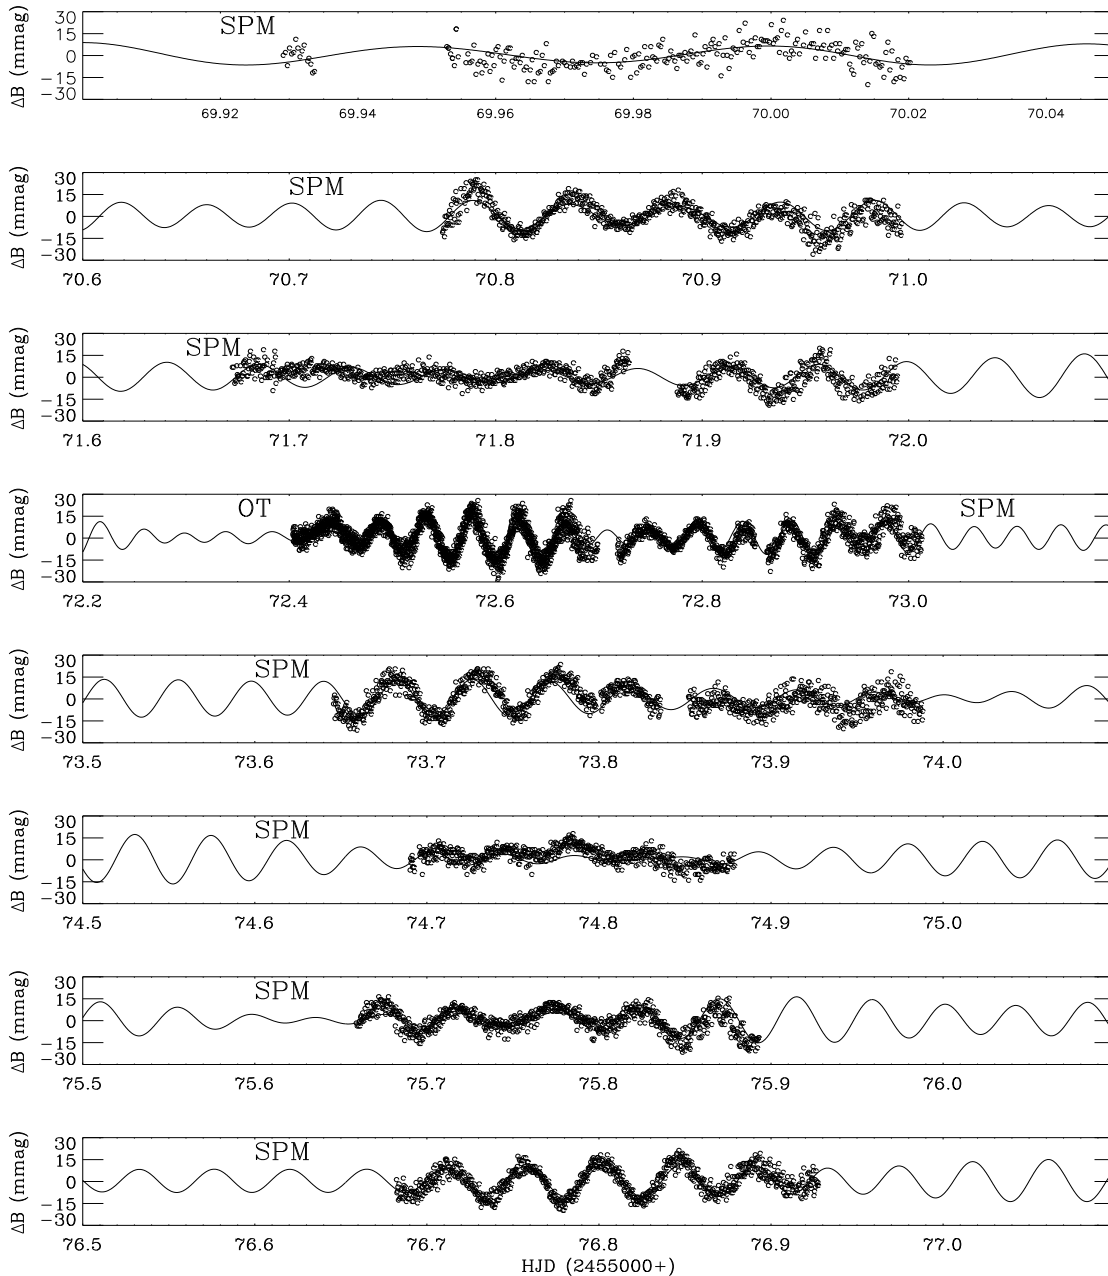 SPM
ΔB (mmag)
30
15
0
−15
−30
69.92 69.94 69.96 69.98 70.00 70.02 70.04
SPM
ΔB (mmag)
30
15
0
−15
−30
70.6 70.7 70.8 70.9 71.0
SPM
ΔB (mmag)
30
15
0
−15
−30
71.6 71.7 71.8 71.9 72.0
OT SPM
ΔB (mmag)
30
15
0
−15
−30
72.2 72.4 72.6 72.8 73.0
SPM
ΔB (mmag)
30
15
0
−15
−30
73.5 73.6 73.7 73.8 73.9 74.0
SPM
ΔB (mmag)
30
15
0
−15
−30
74.5 74.6 74.7 74.8 74.9 75.0
SPM
ΔB (mmag)
30
15
0
−15
−30
75.5 75.6 75.7 75.8 75.9 76.0
SPM
ΔB (mmag)
30
15
0
−15
−30
76.5 76.6 76.7 76.8 76.9 77.0
HJD (2455000+)